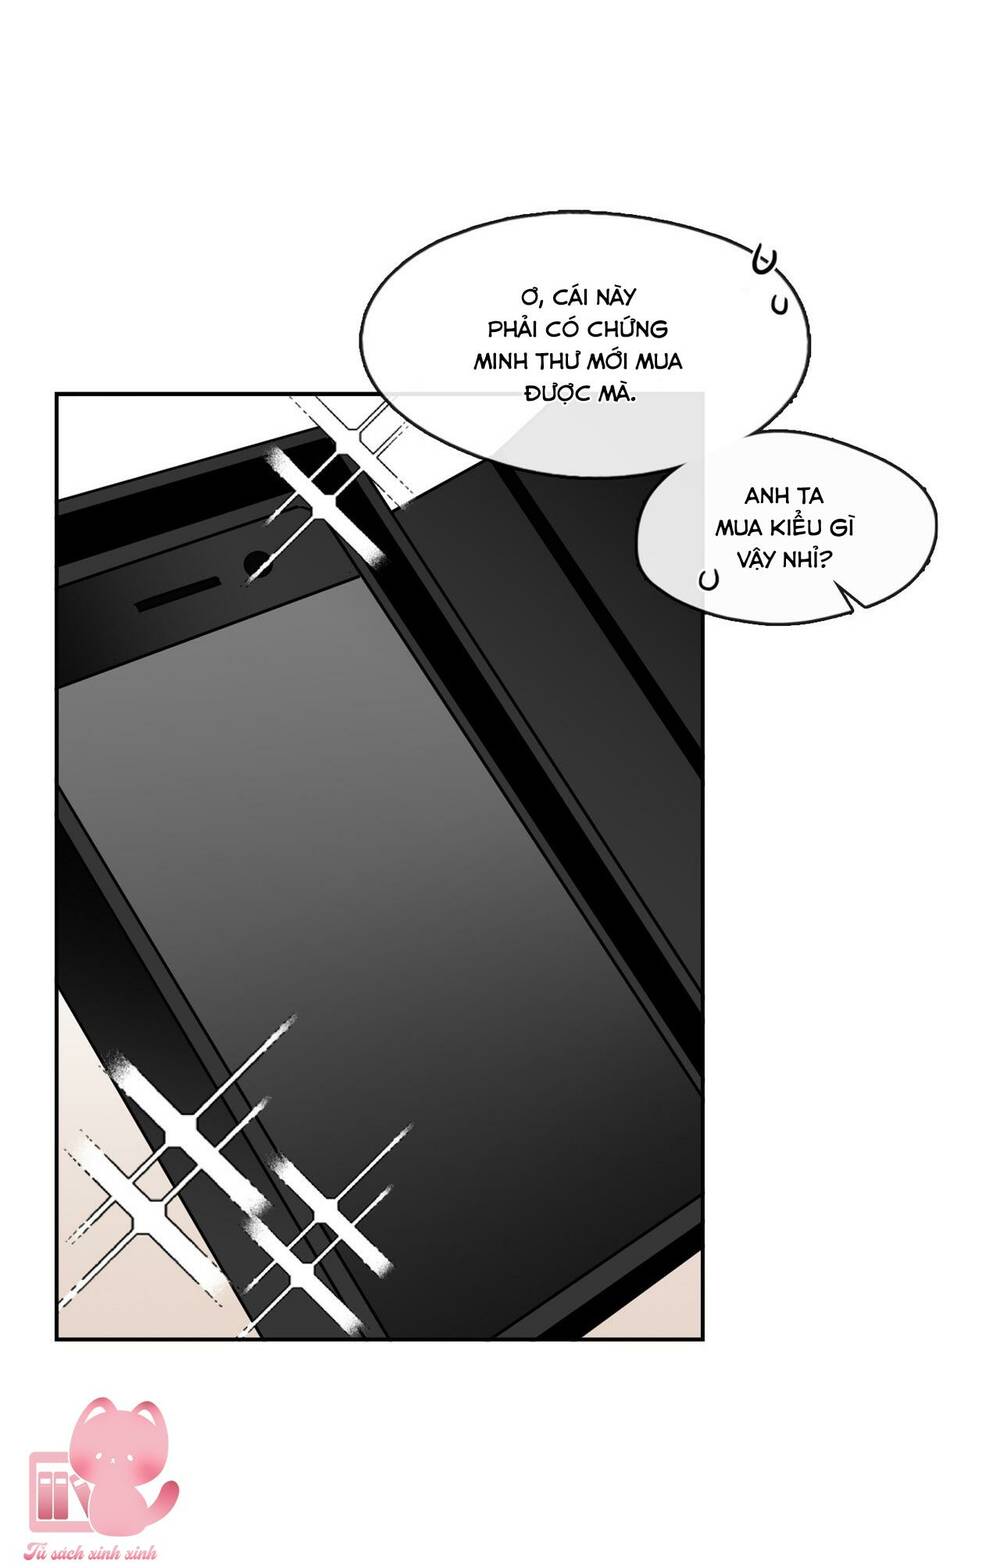 Ơ, CÁI NÀY
PHẢI CÓ CHỨNG
MINH THƯ MỚI MUA
ĐƯỢC MÀ.
ANH TA
MUA KIỂU GÌ
VẬY NHỈ?
Tủ sách xinh xinh